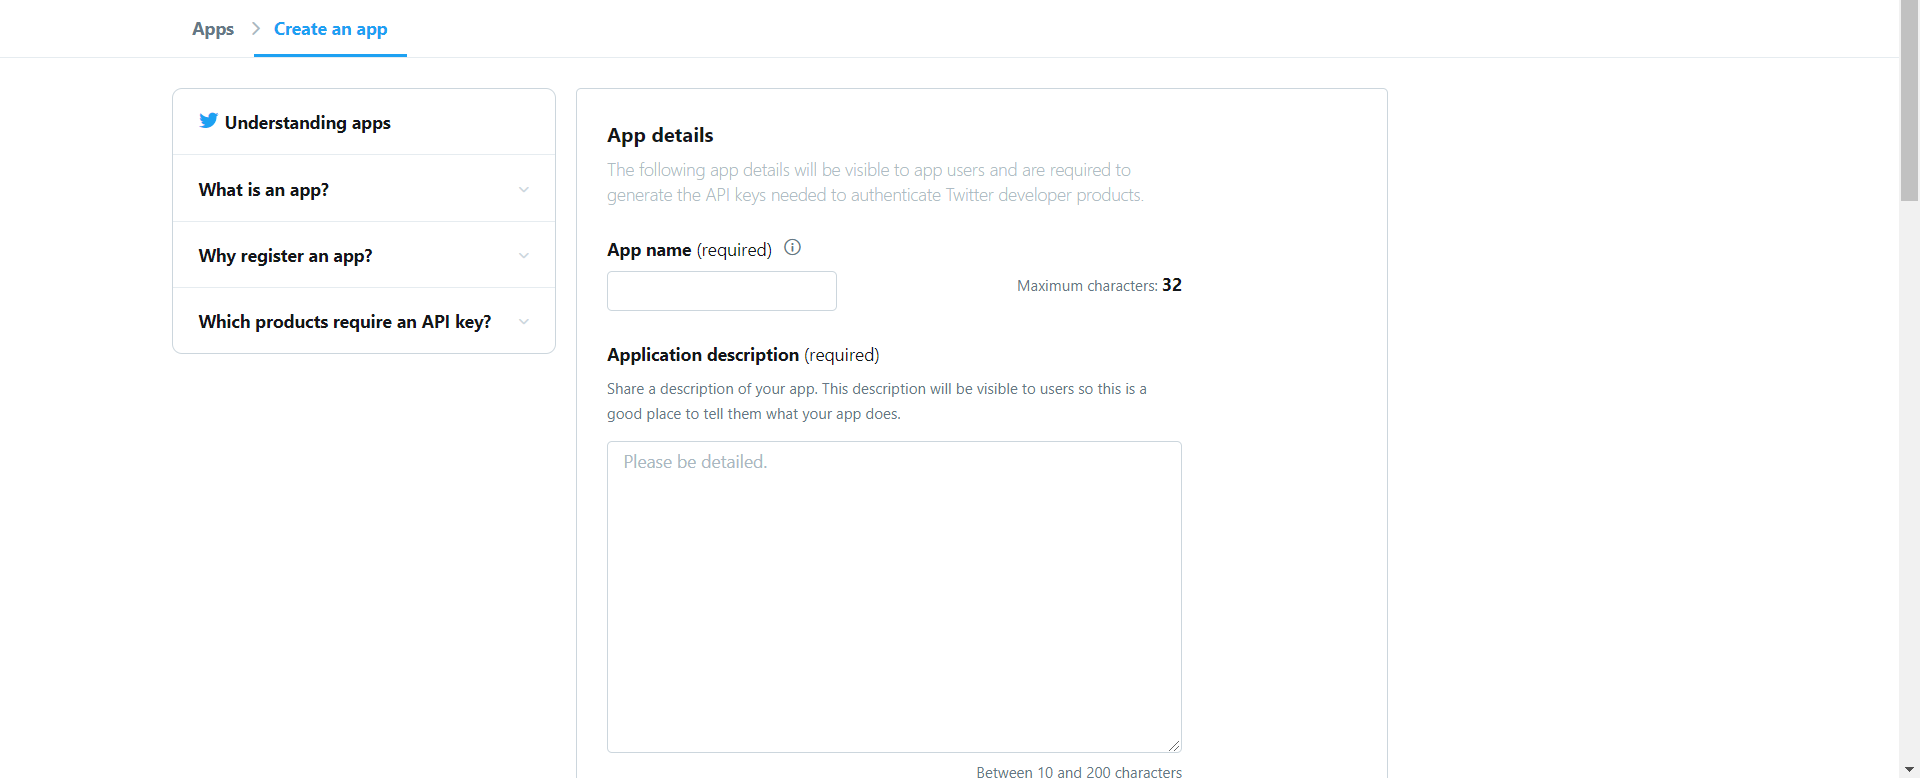 Apps
Create an app
Understanding apps
What is an app?
Why register an app?
Which products require an API key?
App details
The following app details will be visible to app users and are required to
generate the API keys needed to authenticate Twitter developer products.
App name (required)
Maximum characters: 32
Application description (required)
Share a description of your app. This description will be visible to users so this is a
good place to tell them what your app does.
Please be detailed.
Between 10 and 200 characters